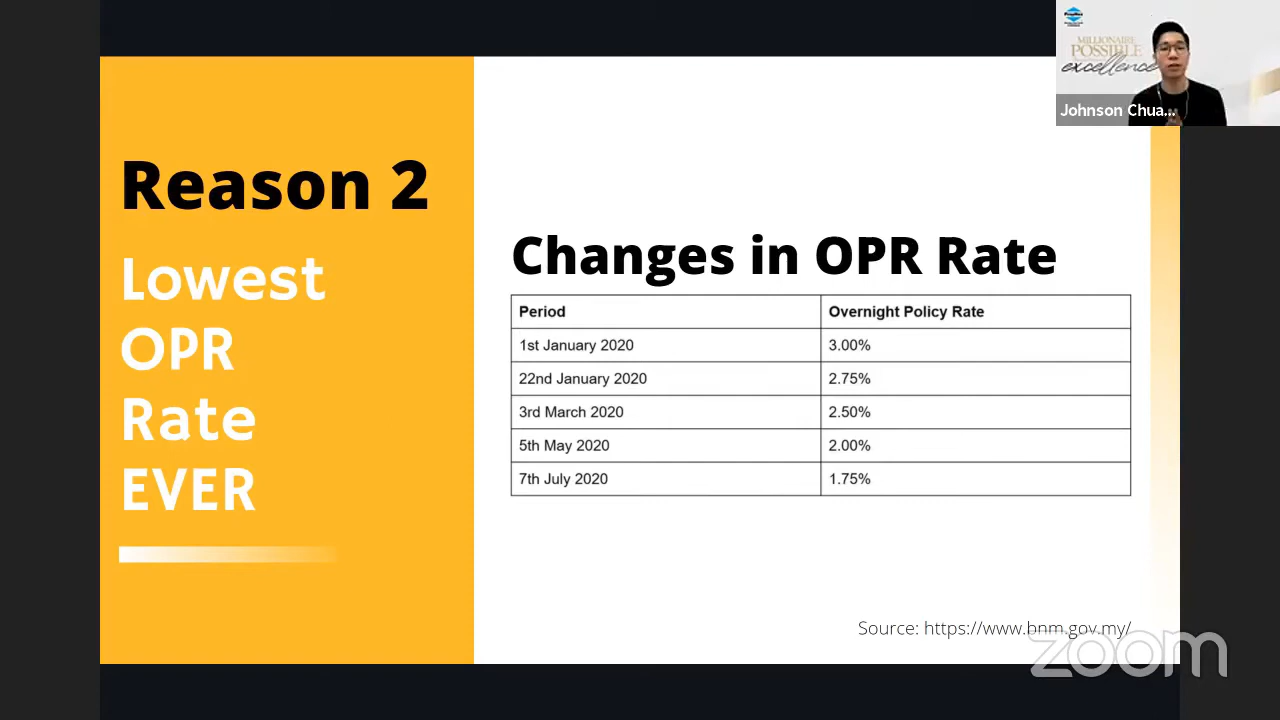 Reason 2
Lowest
OPR
Rate
EVER
Changes in OPR Rate
Period Overnight Policy Rate
1st January 2020 3.00%
22nd January 2020 2.75%
3rd March 2020 2.50%
5th May 2020 2.00%
7th July 2020 1.75%
Source: https://www.bnm.gov.my/
zoom
MILLIONAIRE
POSSIBLE
excellence
Johnson Chua...